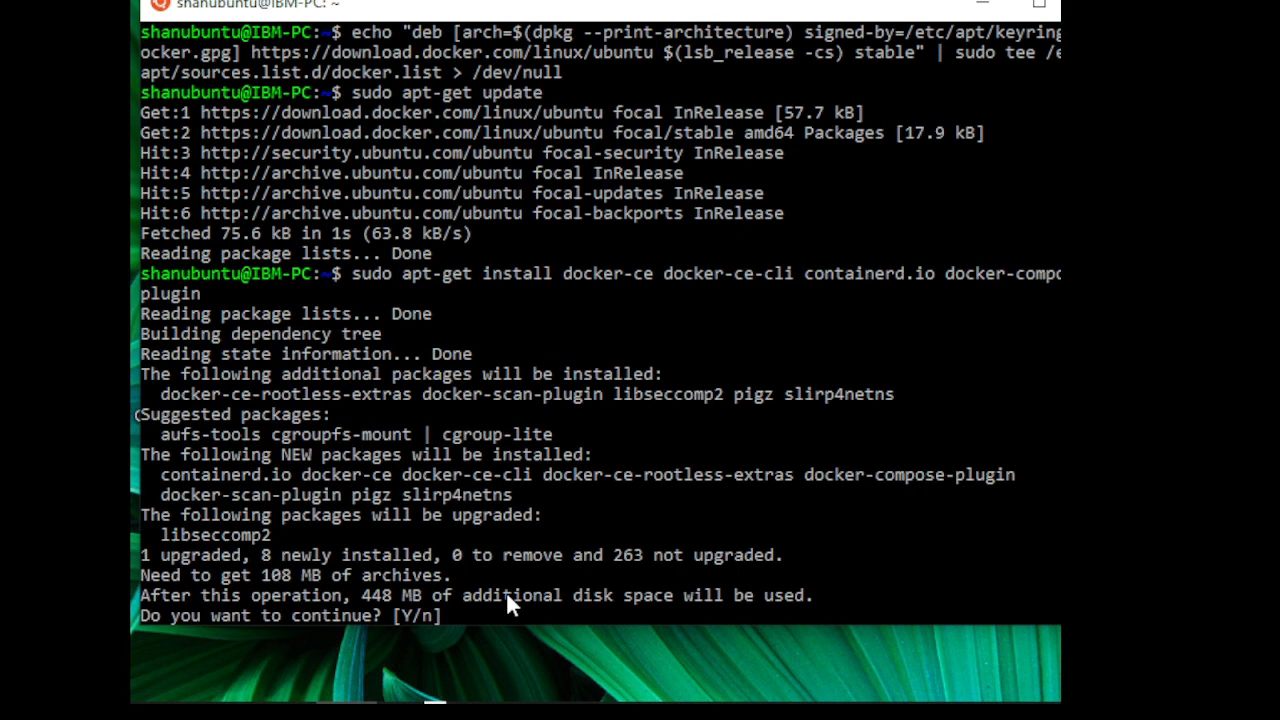 shanubuntu@IBM-PC: ~
shanubuntu@IBM-PC:~$ echo "deb [arch=$(dpkg --print-architecture) signed-by=/etc/apt/keyring
ocker.gpg] https://download.docker.com/linux/ubuntu $(lsb_release -cs) stable" | sudo tee /e
apt/sources.list.d/docker.list > /dev/null
shanubuntu@IBM-PC:~$ sudo apt-get update
Get:1 https://download.docker.com/linux/ubuntu focal InRelease [57.7 kB]
Get:2 https://download.docker.com/linux/ubuntu focal/stable amd64 Packages [17.9 kB]
Hit:3 http://security.ubuntu.com/ubuntu focal-security InRelease
Hit:4 http://archive.ubuntu.com/ubuntu focal InRelease
Hit:5 http://archive.ubuntu.com/ubuntu focal-updates InRelease
Hit:6 http://archive.ubuntu.com/ubuntu focal-backports InRelease
Fetched 75.6 kB in 1s (63.8 kB/s)
Reading package lists... Done
shanubuntu@IBM-PC:~$ sudo apt-get install docker-ce docker-ce-cli containerd.io docker-compo
plugin
Reading package lists... Done
Building dependency tree
Reading state information... Done
The following additional packages will be installed:
docker-ce-rootless-extras docker-scan-plugin libseccomp2 pigz slirp4netns
Suggested packages:
aufs-tools cgroupfs-mount | cgroup-lite
The following NEW packages will be installed:
containerd.io docker-ce docker-ce-cli docker-ce-rootless-extras docker-compose-plugin
docker-scan-plugin pigz slirp4netns
The following packages will be upgraded:
libseccomp2
1 upgraded, 8 newly installed, 0 to remove and 263 not upgraded.
Need to get 108 MB of archives.
After this operation, 448 MB of additional disk space will be used.
Do you want to continue? [Y/n]